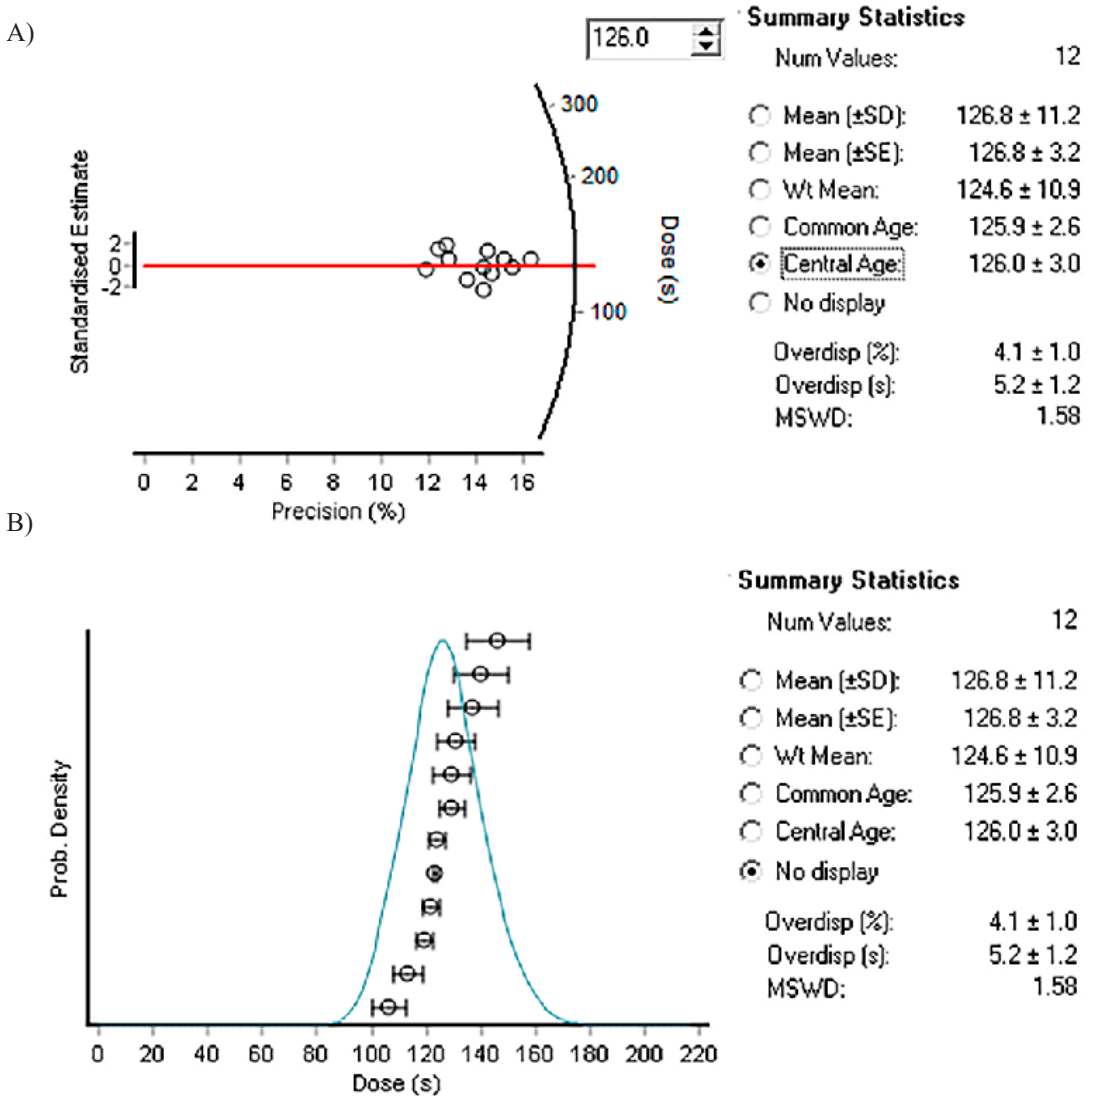 A)
126.0
Summary Statistics
Num Values: 12
Mean (±SD): 126.8 ± 11.2
Mean (±SE): 126.8 ± 3.2
Wt Mean: 124.6 ± 10.9
Common Age: 125.9 ± 2.6
Central Age: 126.0 ± 3.0
No display
Overdisp (%): 4.1 ± 1.0
Overdisp (s): 5.2 ± 1.2
MSWD: 1.58
Standardised Estimate
2
0
-2
300
200
100
Dose (s)
0 2 4 6 8 10 12 14 16
Precision (%)
B)
Summary Statistics
Num Values: 12
Mean (±SD): 126.8 ± 11.2
Mean (±SE): 126.8 ± 3.2
Wt Mean: 124.6 ± 10.9
Common Age: 125.9 ± 2.6
Central Age: 126.0 ± 3.0
No display
Overdisp (%): 4.1 ± 1.0
Overdisp (s): 5.2 ± 1.2
MSWD: 1.58
Prob. Density
0 20 40 60 80 100 120 140 160 180 200 220
Dose (s)